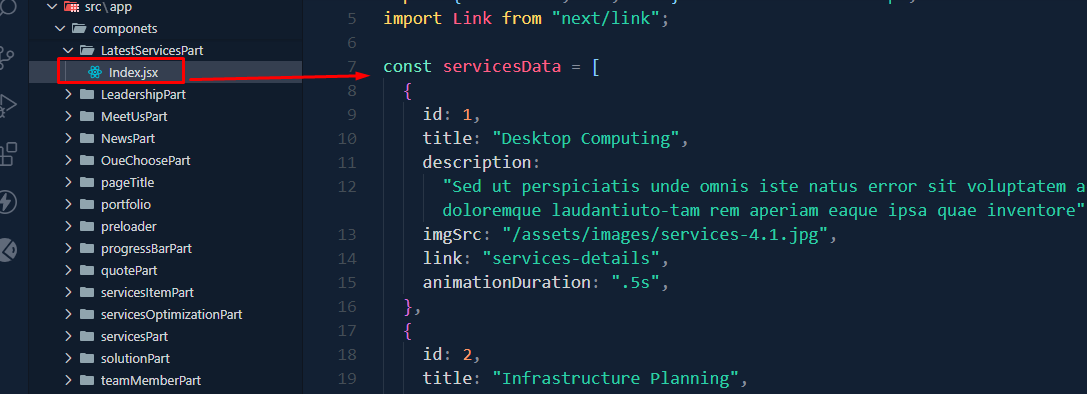 src\app
componets
LatestServicesPart
Index.jsx
LeadershipPart
MeetUsPart
NewsPart
OueChoosePart
pageTitle
portfolio
preloader
progressBarPart
quotePart
servicesItemPart
servicesOptimizationPart
servicesPart
solutionPart
teamMemberPart
5 import Link from "next/link";
6
7 const servicesData = [
8 {
9 id: 1,
10 title: "Desktop Computing",
11 description:
12 "Sed ut perspiciatis unde omnis iste natus error sit voluptatem a
doloremque laudantiuto-tam rem aperiam eaque ipsa quae inventore"
13 imgSrc: "/assets/images/services-4.1.jpg",
14 link: "services-details",
15 animationDuration: ".5s",
16 },
17 {
18 id: 2,
19 title: "Infrastructure Planning",